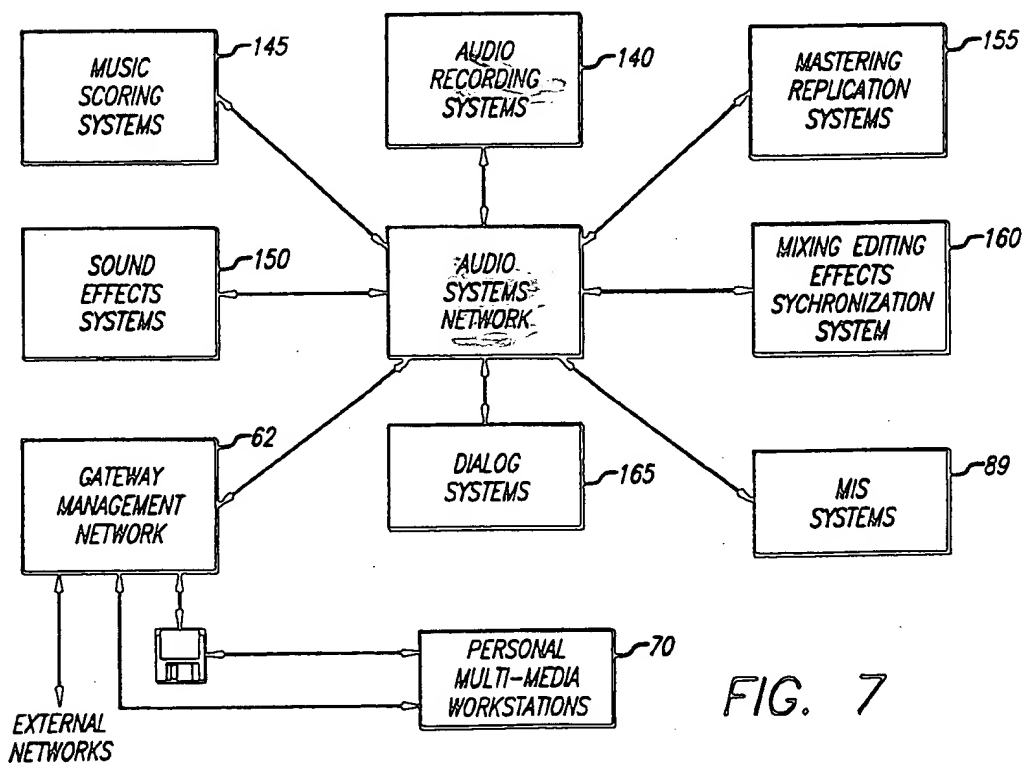 MUSIC
SCORING
SYSTEMS
145
AUDIO
RECORDING
SYSTEMS
140
MASTERING
REPLICATION
SYSTEMS
155
SOUND
EFFECTS
SYSTEMS
150
AUDIO
SYSTEMS
NETWORK
MIXING EDITING
EFFECTS
SYCHRONIZATION
SYSTEM
160
GATEWAY
MANAGEMENT
NETWORK
62
DIALOG
SYSTEMS
165
MIS
SYSTEMS
89
PERSONAL
MULTI-MEDIA
WORKSTATIONS
70
EXTERNAL
NETWORKS
FIG. 7